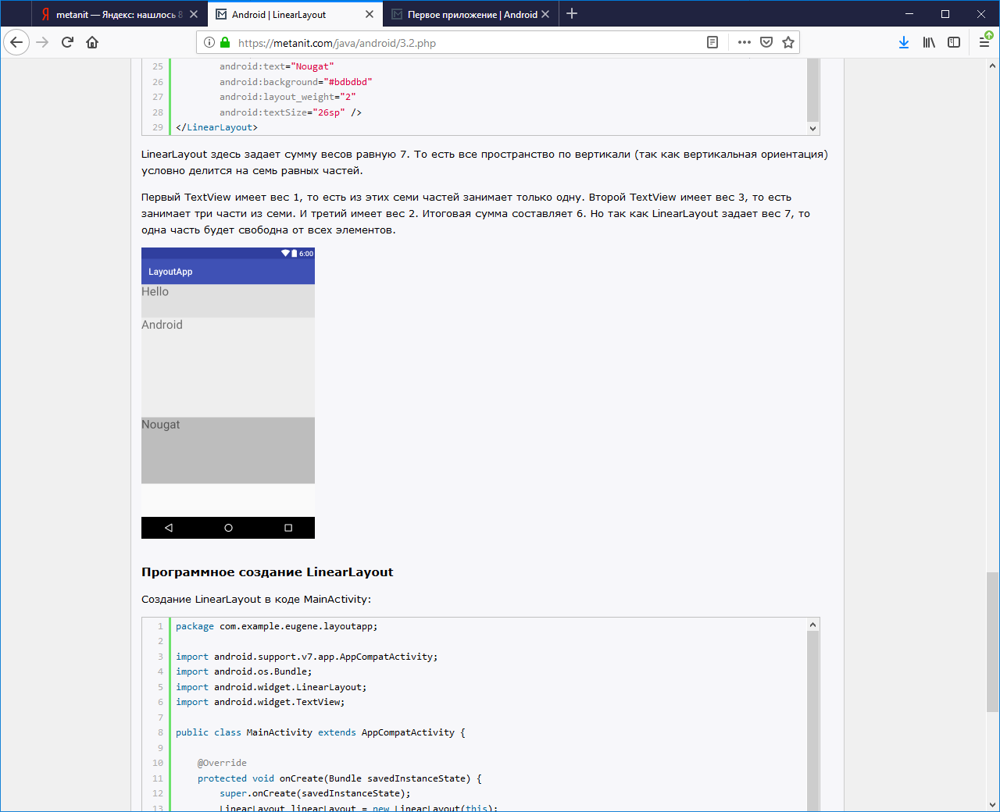 metanit — Яндекс: нашлось 8
Android | LinearLayout
Первое приложение | Android
https://metanit.com/java/android/3.2.php
25 android:text="Nougat"
26 android:background="#bdbdbd"
27 android:layout_weight="2"
28 android:textSize="26sp" />
29 </LinearLayout>
LinearLayout здесь задает сумму весов равную 7. То есть все пространство по вертикали (так как вертикальная ориентация)
условно делится на семь равных частей.
Первый TextView имеет вес 1, то есть из этих семи частей занимает только одну. Второй TextView имеет вес 3, то есть
занимает три части из семи. И третий имеет вес 2. Итоговая сумма составляет 6. Но так как LinearLayout задает вес 7, то
одна часть будет свободна от всех элементов.
6:00
LayoutApp
Hello
Android
Nougat
Программное создание LinearLayout
Создание LinearLayout в коде MainActivity:
1 package com.example.eugene.layoutapp;
2
3 import android.support.v7.app.AppCompatActivity;
4 import android.os.Bundle;
5 import android.widget.LinearLayout;
6 import android.widget.TextView;
7
8 public class MainActivity extends AppCompatActivity {
9
10 @Override
11 protected void onCreate(Bundle savedInstanceState) {
12 super.onCreate(savedInstanceState);
13 LinearLayout linearLayout = new LinearLayout(this);